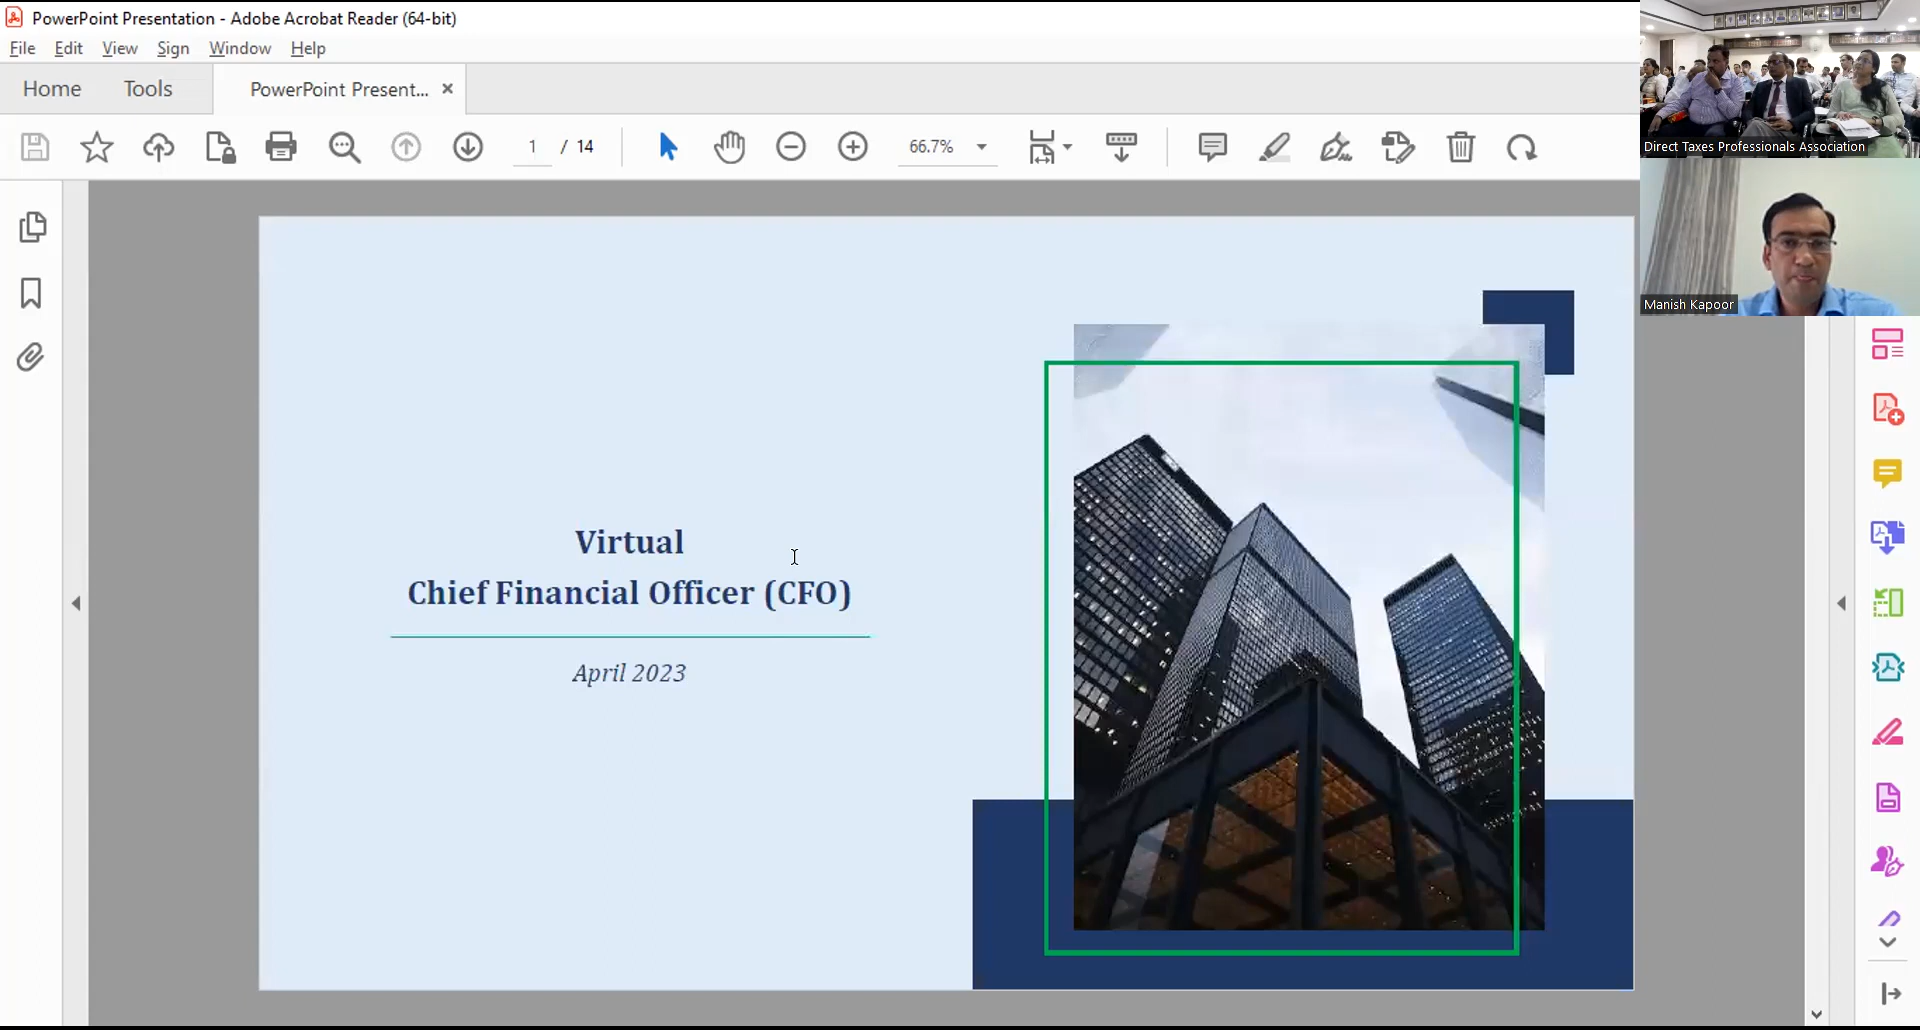 PowerPoint Presentation - Adobe Acrobat Reader (64-bit)
File Edit View Sign Window Help
Home Tools PowerPoint Present...
1 / 14 66.7%
Direct Taxes Professionals Association
Manish Kapoor
Virtual
Chief Financial Officer (CFO)
April 2023